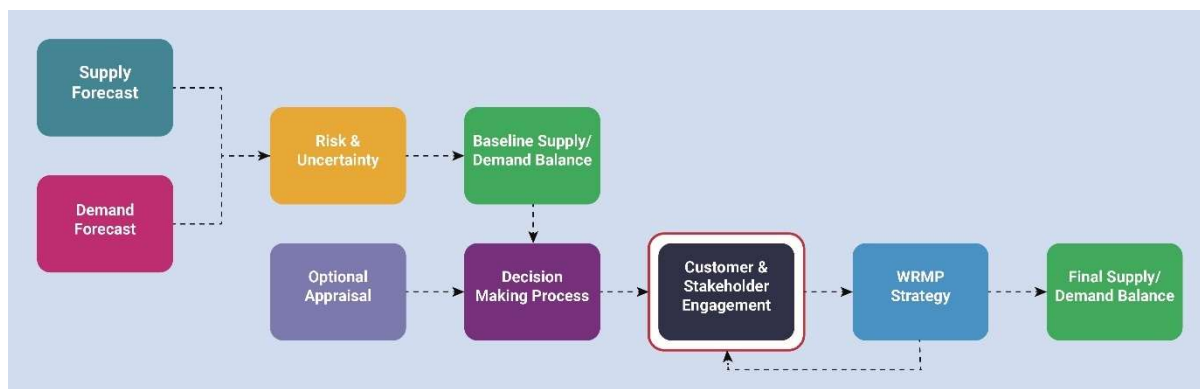 Supply
Forecast
Demand
Forecast
Risk &
Uncertainty
Baseline Supply/
Demand Balance
Optional
Appraisal
Decision
Making Process
Customer &
Stakeholder
Engagement
WRMP
Strategy
Final Supply/
Demand Balance